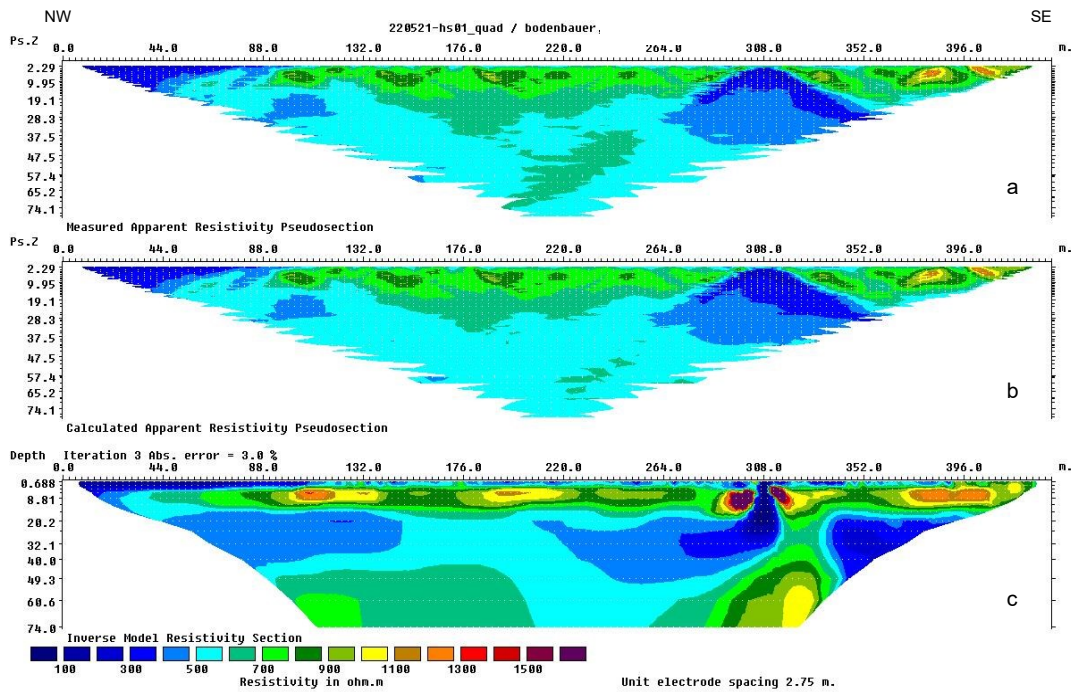 NW SE
220521-hs01_quad / bodenbauer,
Ps.Z 0.0 44.0 88.0 132.0 176.0 220.0 264.0 308.0 352.0 396.0 m.
2.29
9.95
19.1
28.3
37.5
47.5
57.4
65.2
74.1
a
Measured Apparent Resistivity Pseudosection
Ps.Z 0.0 44.0 88.0 132.0 176.0 220.0 264.0 308.0 352.0 396.0 m.
2.29
9.95
19.1
28.3
37.5
47.5
57.4
65.2
74.1
b
Calculated Apparent Resistivity Pseudosection
Depth Iteration 3 Abs. error = 3.0 %
0.0 44.0 88.0 132.0 176.0 220.0 264.0 308.0 352.0 396.0 m.
0.688
8.81
20.2
32.1
40.0
49.3
60.6
74.0
c
Inverse Model Resistivity Section
100 300 500 700 900 1100 1300 1500
Resistivity in ohm.m Unit electrode spacing 2.75 m.